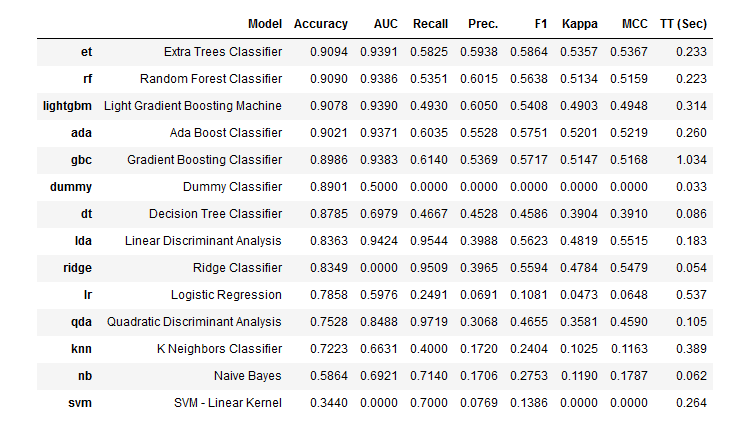 Model Accuracy AUC Recall Prec. F1 Kappa MCC TT (Sec)
et Extra Trees Classifier 0.9094 0.9391 0.5825 0.5938 0.5864 0.5357 0.5367 0.233
rf Random Forest Classifier 0.9090 0.9386 0.5351 0.6015 0.5638 0.5134 0.5159 0.223
lightgbm Light Gradient Boosting Machine 0.9078 0.9390 0.4930 0.6050 0.5408 0.4903 0.4948 0.314
ada Ada Boost Classifier 0.9021 0.9371 0.6035 0.5528 0.5751 0.5201 0.5219 0.260
gbc Gradient Boosting Classifier 0.8986 0.9383 0.6140 0.5369 0.5717 0.5147 0.5168 1.034
dummy Dummy Classifier 0.8901 0.5000 0.0000 0.0000 0.0000 0.0000 0.0000 0.033
dt Decision Tree Classifier 0.8785 0.6979 0.4667 0.4528 0.4586 0.3904 0.3910 0.086
lda Linear Discriminant Analysis 0.8363 0.9424 0.9544 0.3988 0.5623 0.4819 0.5515 0.183
ridge Ridge Classifier 0.8349 0.0000 0.9509 0.3965 0.5594 0.4784 0.5479 0.054
lr Logistic Regression 0.7858 0.5976 0.2491 0.0691 0.1081 0.0473 0.0648 0.537
qda Quadratic Discriminant Analysis 0.7528 0.8488 0.9719 0.3068 0.4655 0.3581 0.4590 0.105
knn K Neighbors Classifier 0.7223 0.6631 0.4000 0.1720 0.2404 0.1025 0.1163 0.389
nb Naive Bayes 0.5864 0.6921 0.7140 0.1706 0.2753 0.1190 0.1787 0.062
svm SVM - Linear Kernel 0.3440 0.0000 0.7000 0.0769 0.1386 0.0000 0.0000 0.264